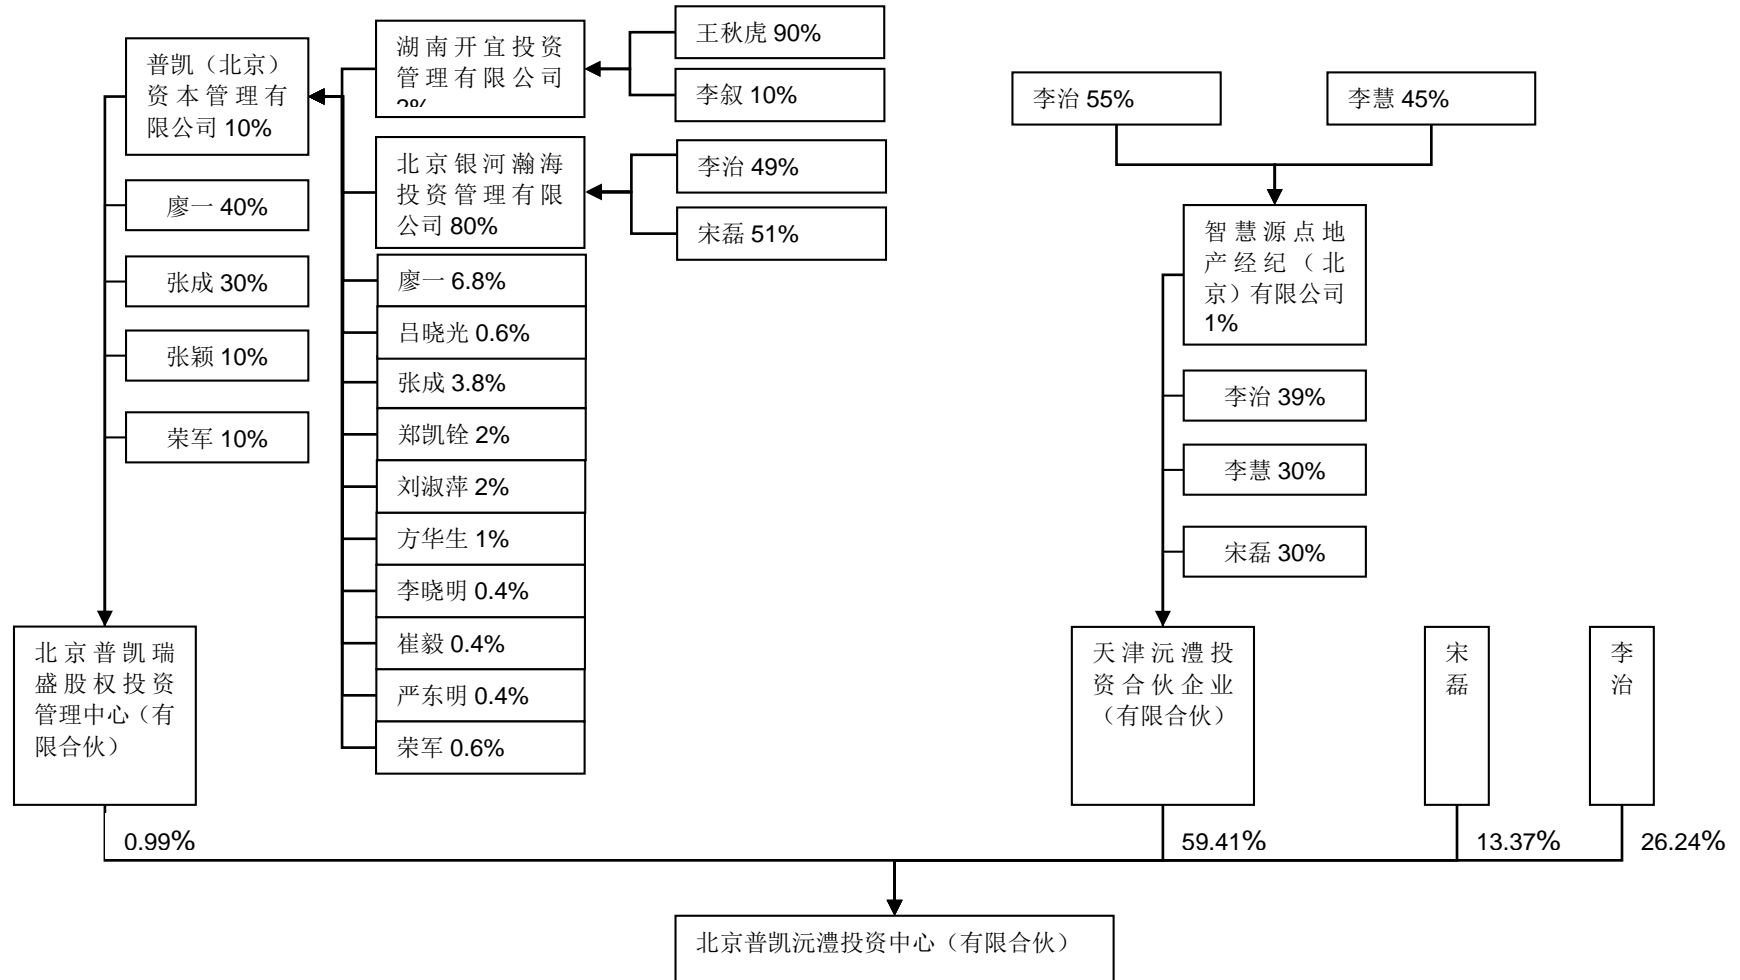 普凯（北京）
资本管理有
限公司 10%
廖一 40%
张成 30%
张颖 10%
荣军 10%
湖南开宜投资
管理有限公司
北京银河瀚海
投资管理有限
公司 80%
廖一 6.8%
吕晓光 0.6%
张成 3.8%
郑凯铨 2%
刘淑萍 2%
方华生 1%
李晓明 0.4%
崔毅 0.4%
严东明 0.4%
荣军 0.6%
王秋虎 90%
李叙 10%
李治 49%
宋磊 51%
李治 55%
李慧 45%
智慧源点地
产经纪（北
京）有限公司
1%
李治 39%
李慧 30%
宋磊 30%
北京普凯瑞
盛股权投资
管理中心（有
限合伙）
天津沅澧投
资合伙企业
（有限合伙）
宋
磊
李
治
0.99%
59.41%
13.37%
26.24%
北京普凯沅澧投资中心（有限合伙）